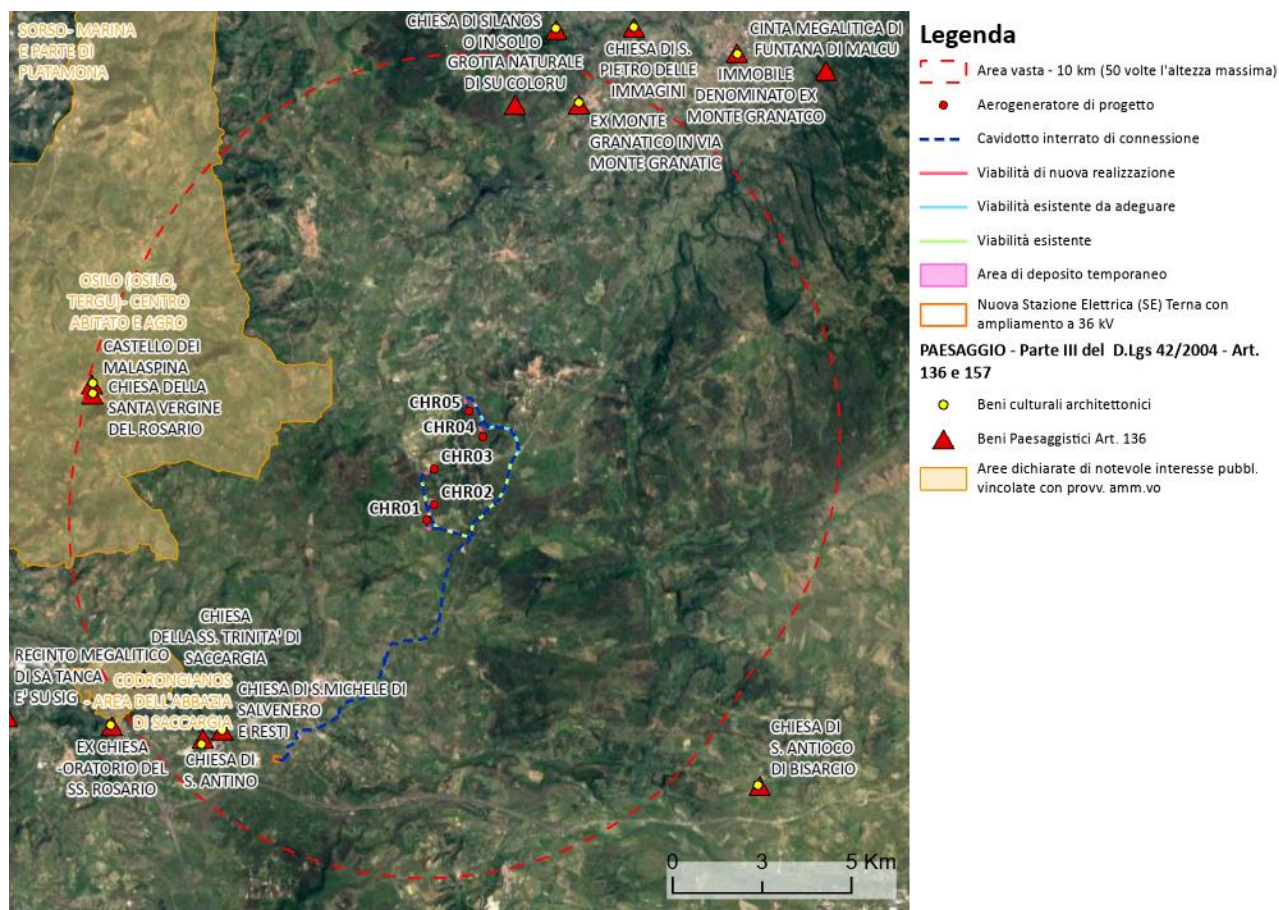 SORSO- MARINA
E PARTE DI
PLATAMONA
CHIESA DI SILANOS
O IN SOLIO
GROTTA NATURALE
DI SU COLORU
CHIESA DI S.
PIETRO DELLE
IMMAGINI
CINTA MEGALITICA DI
FUNTANA DI MALCU
IMMOBILE
DENOMINATO EX
MONTE GRANATCO
EX MONTE
GRANATICO IN VIA
MONTE GRANATIC
OSILO (OSILO,
TERGU)- CENTRO
ABITATO E AGRO
CASTELLO DEI
MALASPINA
CHIESA DELLA
SANTA VERGINE
DEL ROSARIO
CHR05
CHR04
CHR03
CHR02
CHR01
CHIESA
DELLA SS. TRINITA' DI
SACCARGIA
RECINTO MEGALITICO
DI SA TANCA
E' SU SIG
CODRONGIANOS
- AREA DELL'ABBAZIA
DI SACCARGIA
CHIESA DI S.MICHELE DI
SALVENERO
E RESTI
EX CHIESA
-ORATORIO DEL
SS. ROSARIO
CHIESA DI
S. ANTINO
CHIESA DI
S. ANTIOCO
DI BISARCIO
0 3 5 Km
Legenda
Area vasta - 10 km (50 volte l'altezza massima)
Aerogeneratore di progetto
Cavidotto interrato di connessione
Viabilità di nuova realizzazione
Viabilità esistente da adeguare
Viabilità esistente
Area di deposito temporaneo
Nuova Stazione Elettrica (SE) Terna con
ampliamento a 36 kV
PAESAGGIO - Parte III del D.Lgs 42/2004 - Art.
136 e 157
Beni culturali architettonici
Beni Paesaggistici Art. 136
Aree dichiarate di notevole interesse pubbl.
vincolate con provv. amm.vo